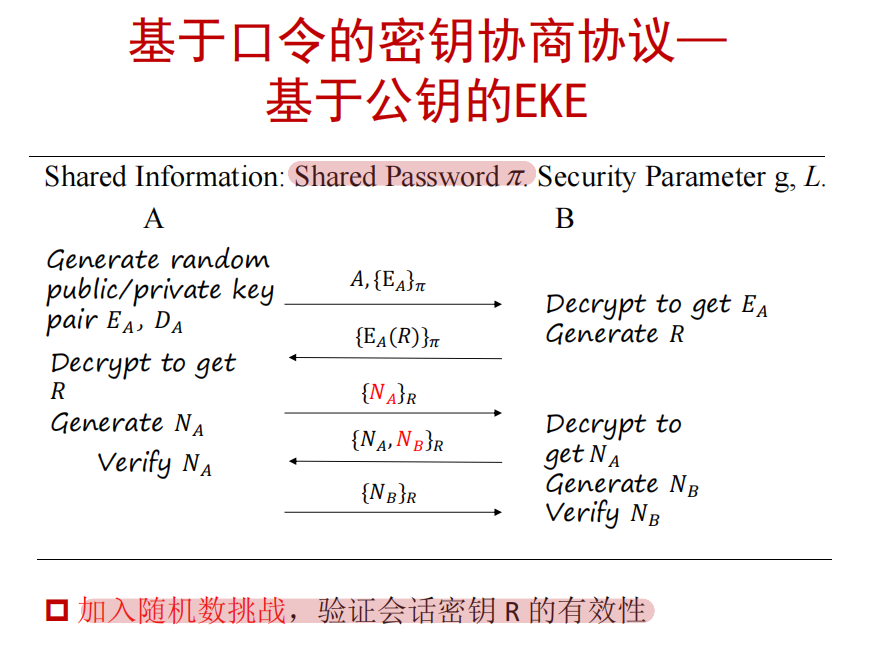 基于口令的密钥协商协议—
基于公钥的EKE
Shared Information: Shared Password π. Security Parameter g, L.
A B
Generate random
public/private key
pair E_A, D_A
A,{E_A}_π
Decrypt to get E_A
Generate R
{E_A(R)}_π
Decrypt to get
R
Generate N_A
{N_A}_R
Decrypt to
get N_A
Generate N_B
{N_A, N_B}_R
Verify N_A
{N_B}_R
Verify N_B
加入随机数挑战，验证会话密钥 R 的有效性